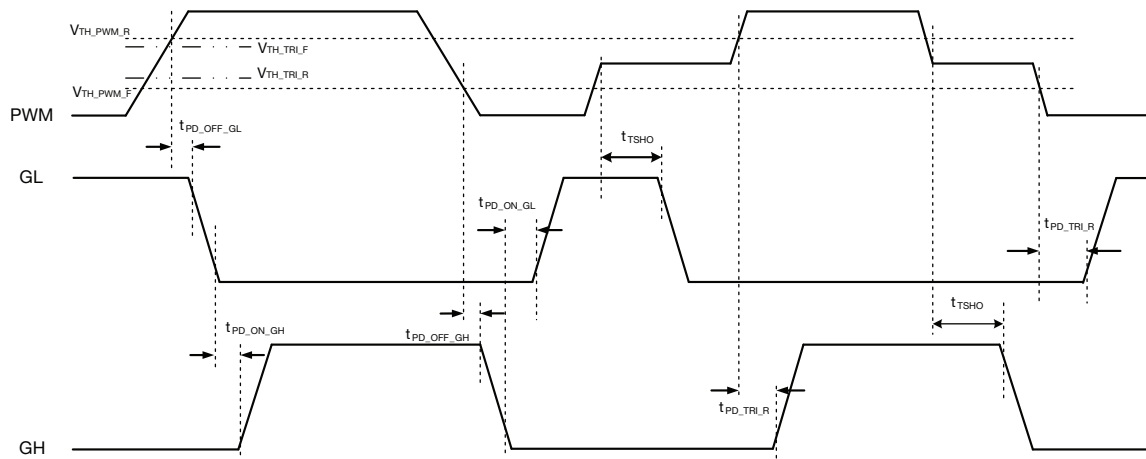 VTH_PWM_R
VTH_TRI_F
VTH_TRI_R
VTH_PWM_F
PWM
tPD_OFF_GL
tTSHO
GL
tPD_ON_GL
tPD_TRI_R
tTSHO
tPD_ON_GH
tPD_OFF_GH
tPD_TRI_R
GH